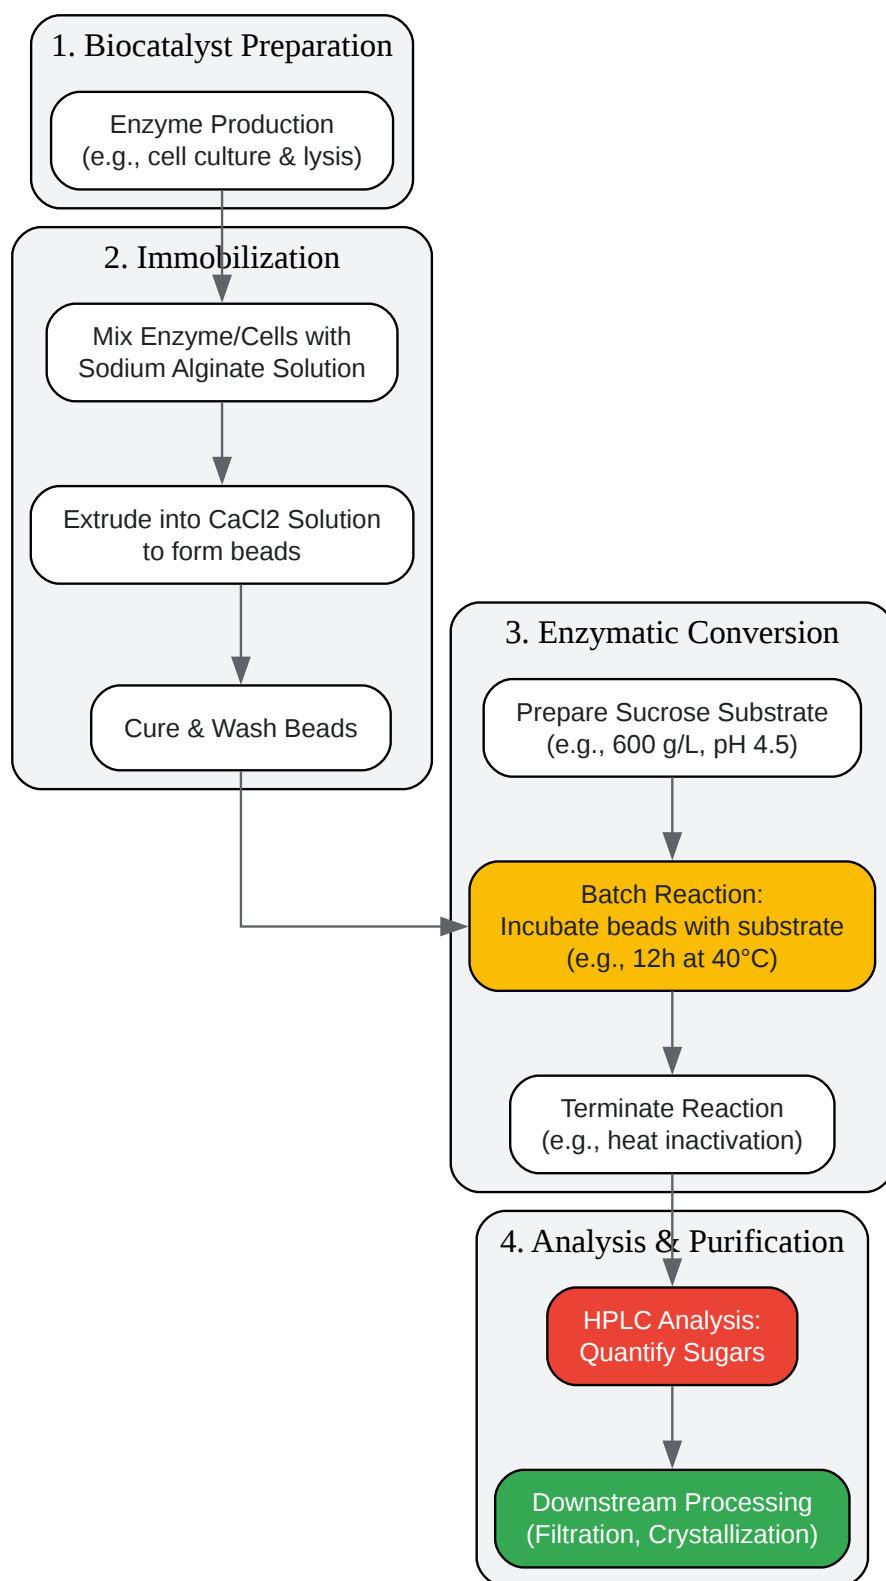 1. Biocatalyst Preparation
Enzyme Production
(e.g., cell culture & lysis)
2. Immobilization
Mix Enzyme/Cells with
Sodium Alginate Solution
Extrude into CaCl2 Solution
to form beads
Cure & Wash Beads
3. Enzymatic Conversion
Prepare Sucrose Substrate
(e.g., 600 g/L, pH 4.5)
Batch Reaction:
Incubate beads with substrate
(e.g., 12h at 40°C)
Terminate Reaction
(e.g., heat inactivation)
4. Analysis & Purification
HPLC Analysis:
Quantify Sugars
Downstream Processing
(Filtration, Crystallization)